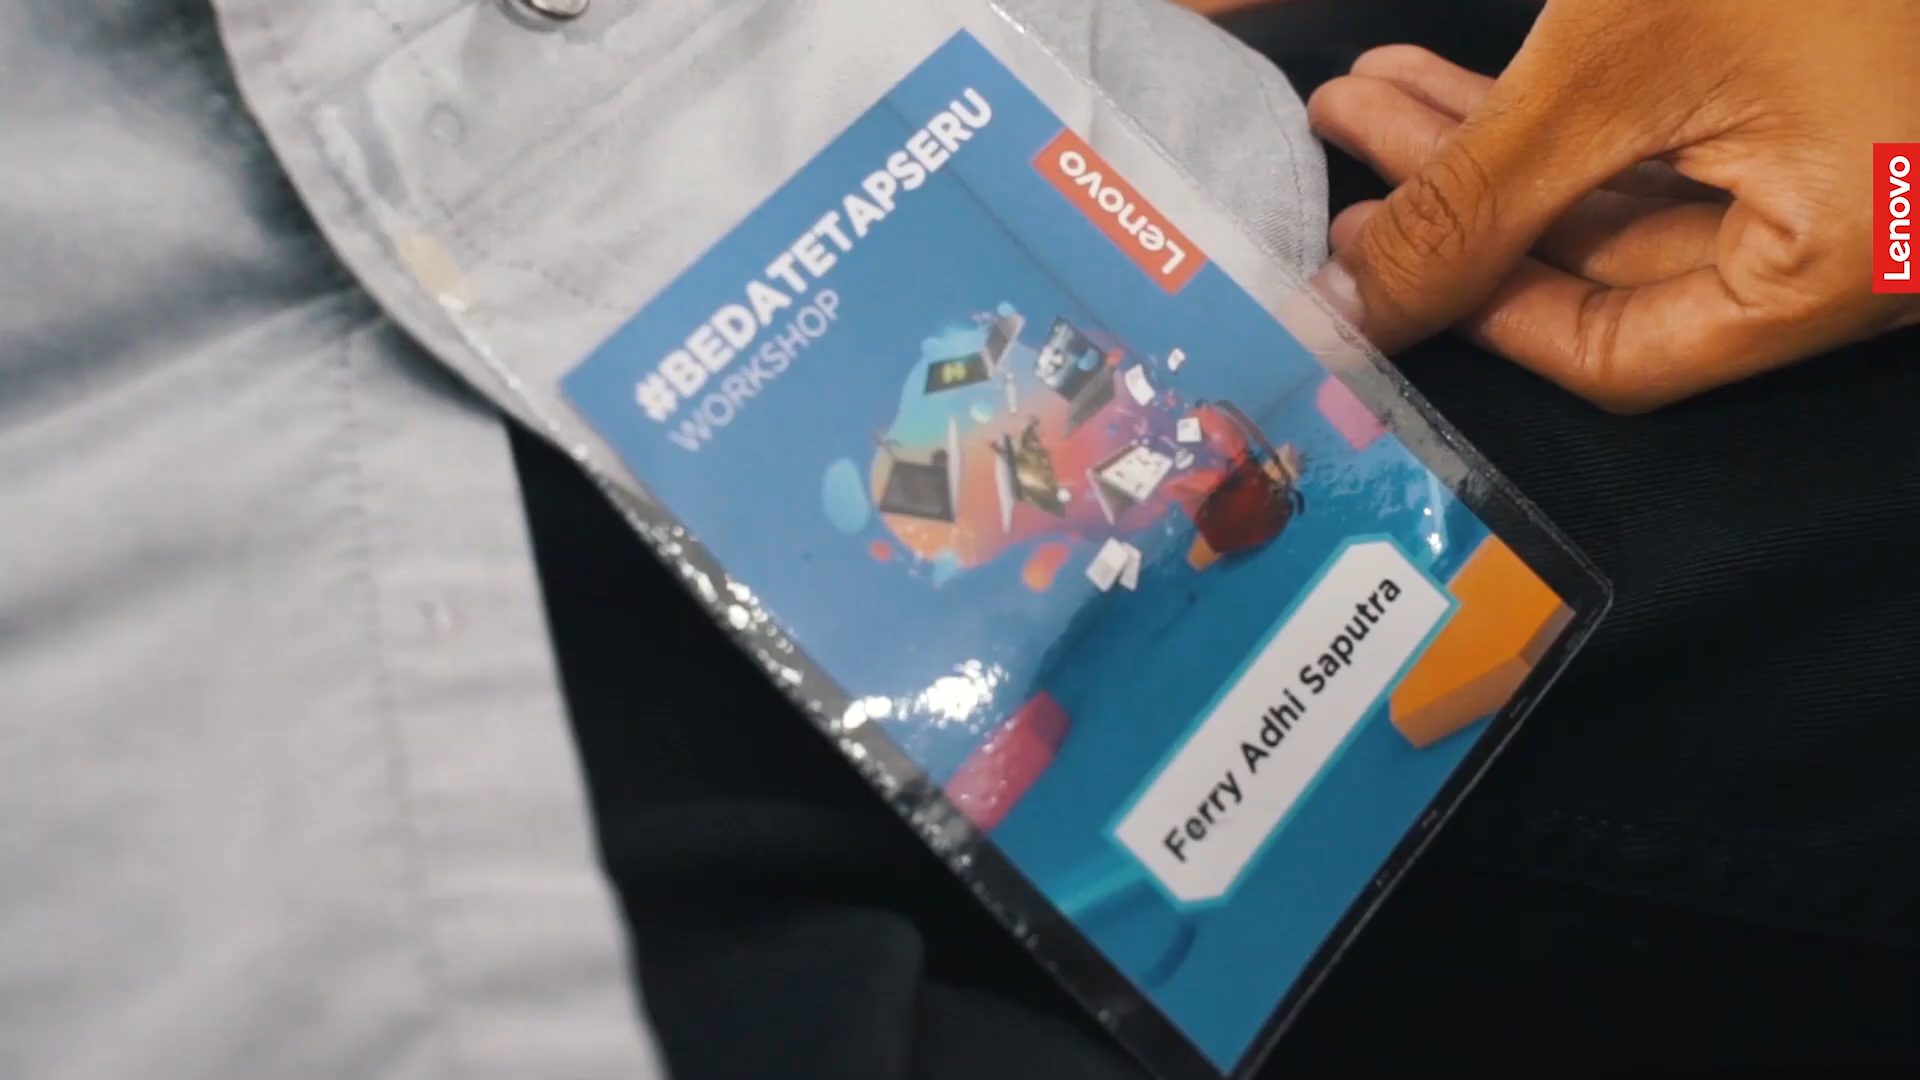 #BEDATETAPSERU
WORKSHOP
Lenovo
Ferry Adhi Saputra
Lenovo